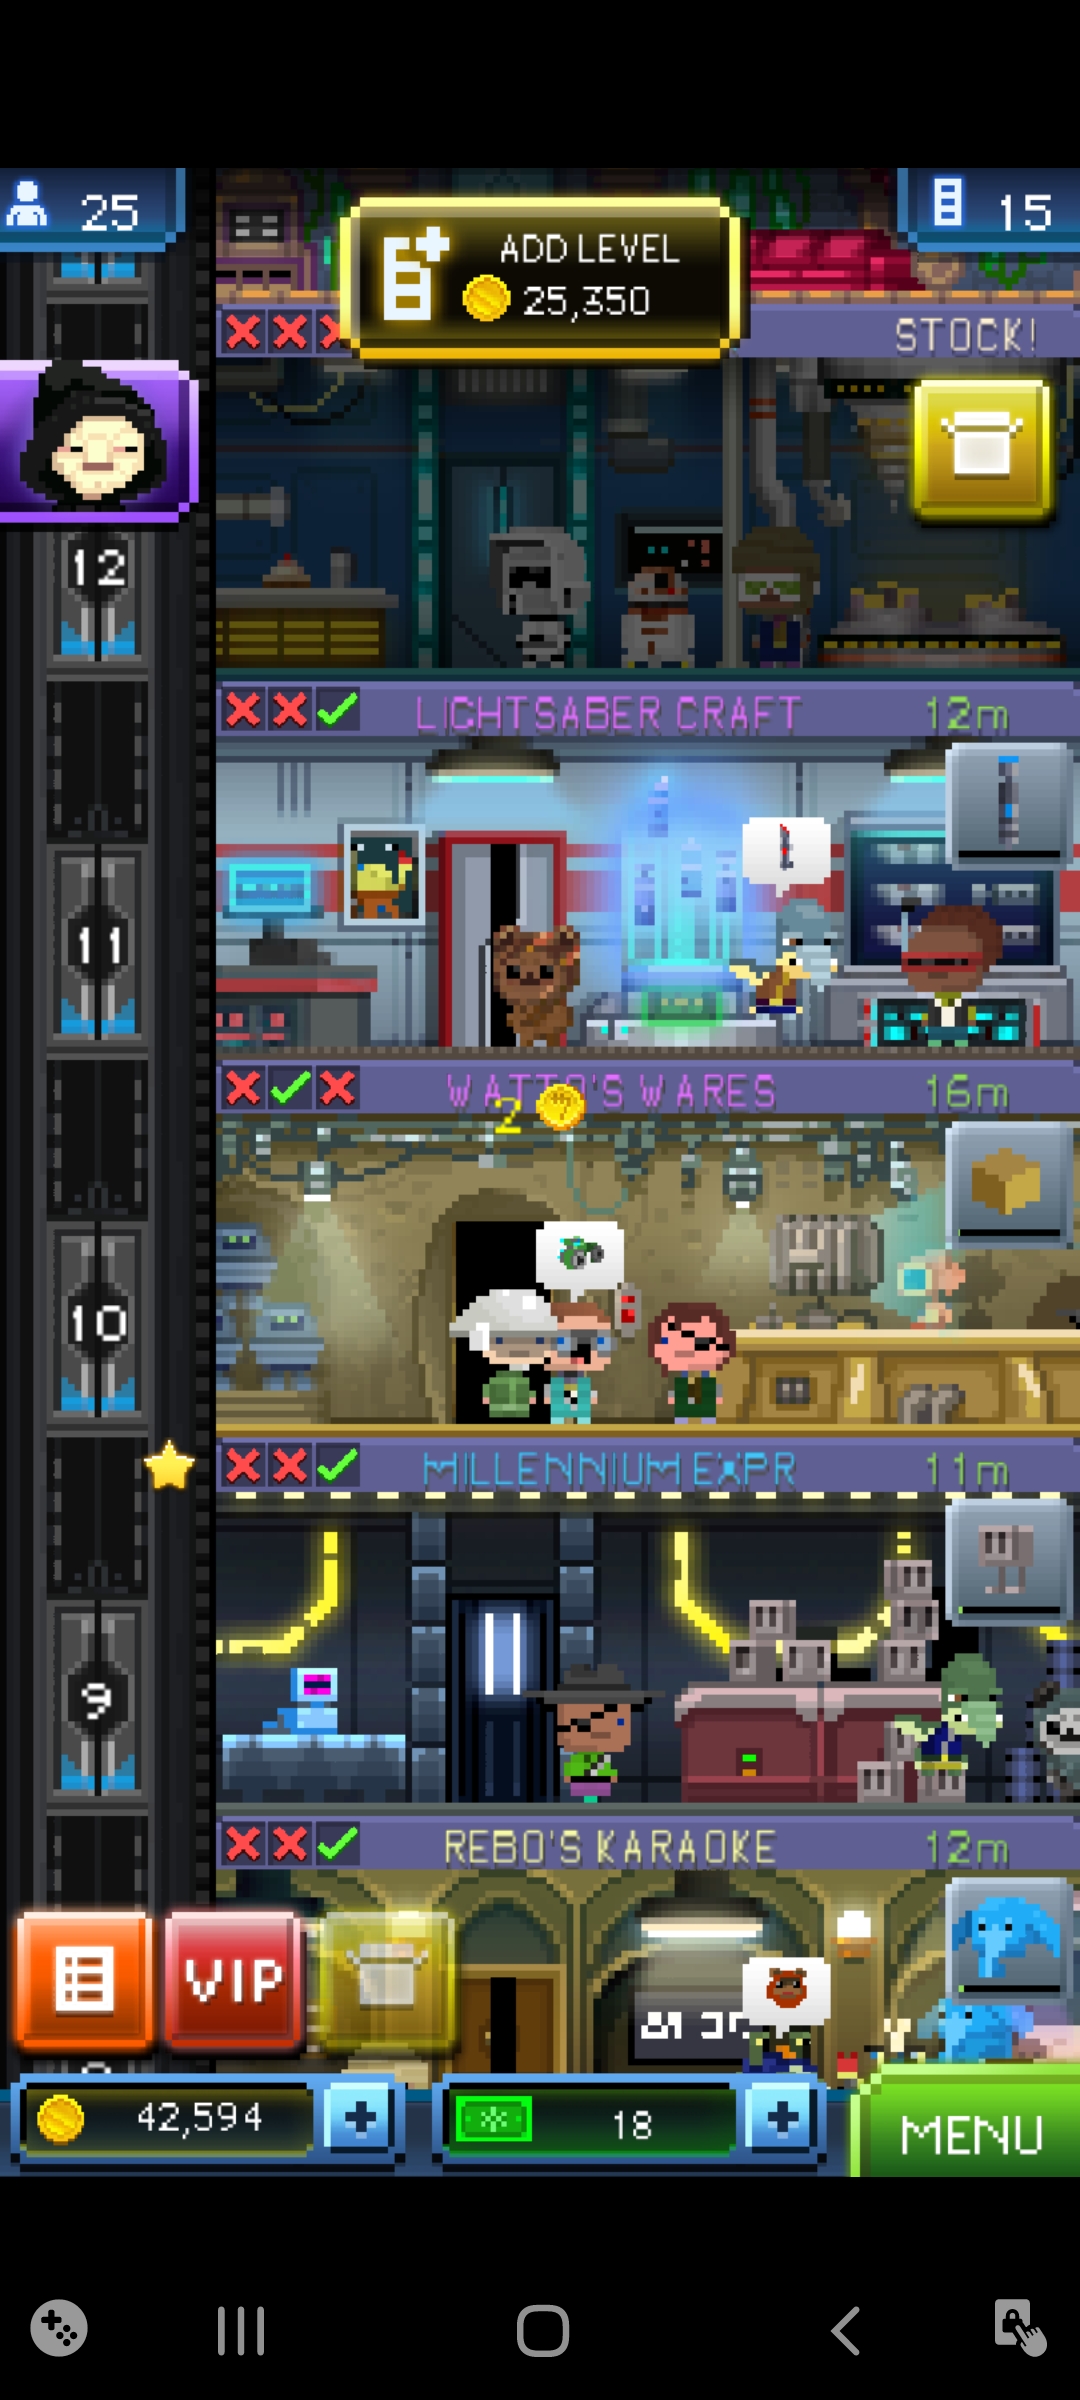 25
ADD LEVEL
25,350
15
STOCK!
12
LIGHTSABER CRAFT 12m
11
WATTO'S WARES 16m
2
10
MILLENNIUM EXPR 11m
9
REBO'S KARAOKE 12m
VIP
42,594
18
MENU